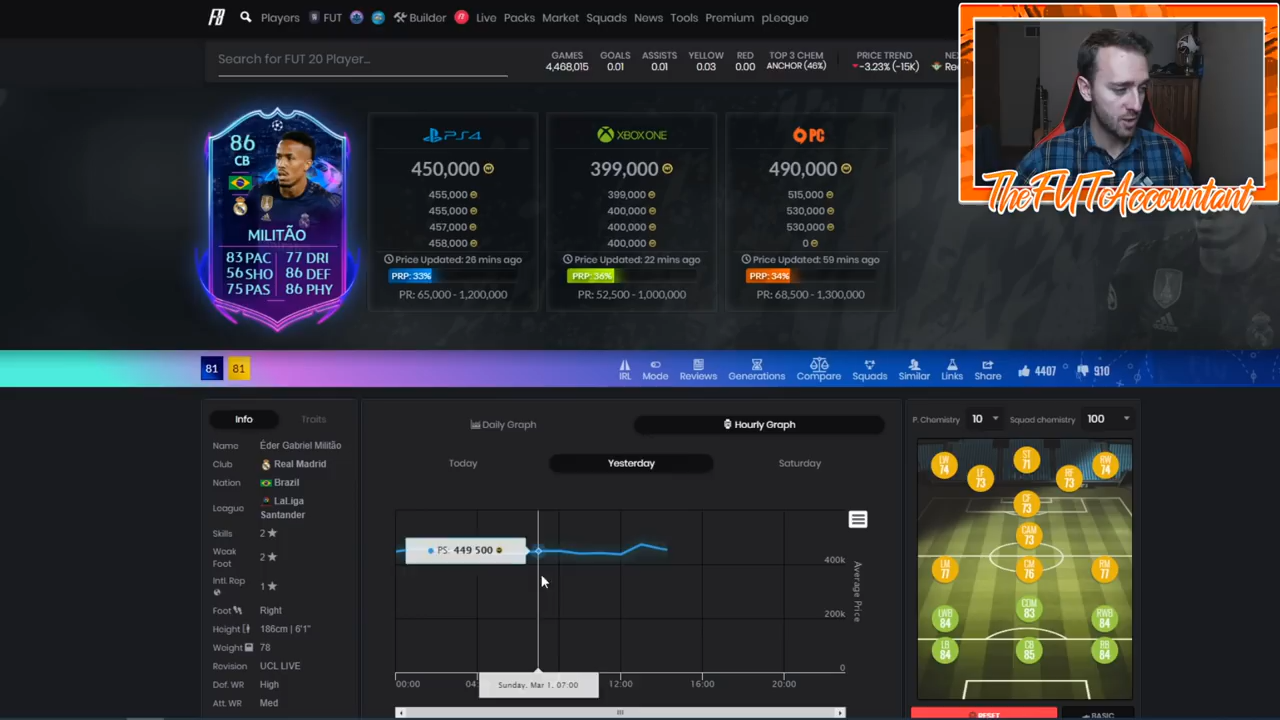 F8 Players FUT Builder Live Packs Market Squads News Tools Premium pLeague
Search for FUT 20 Player...
GAMES 4,468,015
GOALS 0.01
ASSISTS 0.01
YELLOW 0.03
RED 0.00
TOP 3 CHEM ANCHOR (46%)
PRICE TREND -3.23% (-15K)
TheFUTAccountant
86
CB
MILITÃO
83 PAC 77 DRI
56 SHO 86 DEF
75 PAS 86 PHY
PS4
450,000
455,000
455,000
457,000
458,000
Price Updated: 26 mins ago
PRP: 33%
PR: 65,000 - 1,200,000
XBOX ONE
399,000
399,000
400,000
400,000
400,000
Price Updated: 22 mins ago
PRP: 36%
PR: 52,500 - 1,000,000
PC
490,000
515,000
530,000
530,000
0
Price Updated: 59 mins ago
PRP: 34%
PR: 68,500 - 1,300,000
81 81
IRL Mode Reviews Generations Compare Squads Similar Links Share 4407 910
Info Traits
Name Éder Gabriel Militão
Club Real Madrid
Nation Brazil
League LaLiga
Santander
Skills 2
Weak
Foot 2
Intl. Rep 1
Foot Right
Height 186cm | 6'1"
Weight 78
Revision UCL LIVE
Def. WR High
Att. WR Med
Daily Graph Hourly Graph
Today Yesterday Saturday
PS: 449 500
400k
200k
0
Average Price
00:00 Sunday, Mar 1, 07:00 12:00 16:00 20:00
P. Chemistry 10 Squad chemistry 100
LW 74
LF 73
ST 71
RF 73
RW 74
CF 73
CAM 73
LM 77
CM 76
RM 77
CDM 83
LWB 84
RWB 84
LB 84
CB 85
RB 84
RESET BASIC